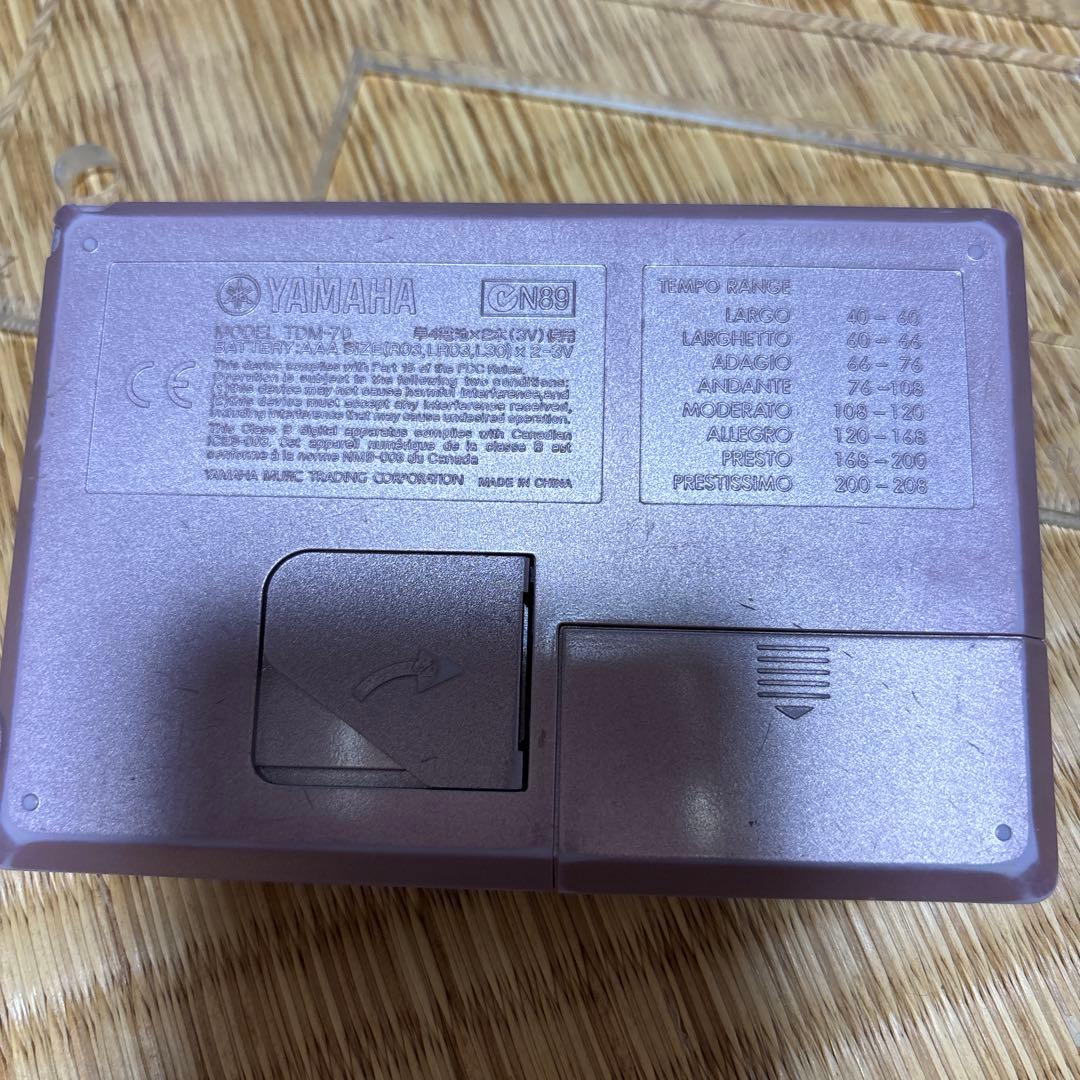 YAMAHA
N89
MODEL TDM-70 単4電池×2本(3V)使用
BATTERY:AAA SIZE(R03,LR03,L30)×2-3V
CE
This device complies with Part 15 of the FCC Rules.
Operation is subject to the following two conditions:
(1)this device may not cause harmful interference,and
(2)this device must accept any interference received,
including interference that may cause undesired operation.
This Class B digital apparatus complies with Canadian
ICES-003. Cet appareil numérique de la classe B est
conforme à la norme NMB-003 du Canada
YAMAHA MUSIC TRADING CORPORATION MADE IN CHINA
TEMPO RANGE
LARGO 40-60
LARGHETTO 60-66
ADAGIO 66-76
ANDANTE 76-108
MODERATO 108-120
ALLEGRO 120-168
PRESTO 168-200
PRESTISSIMO 200-208